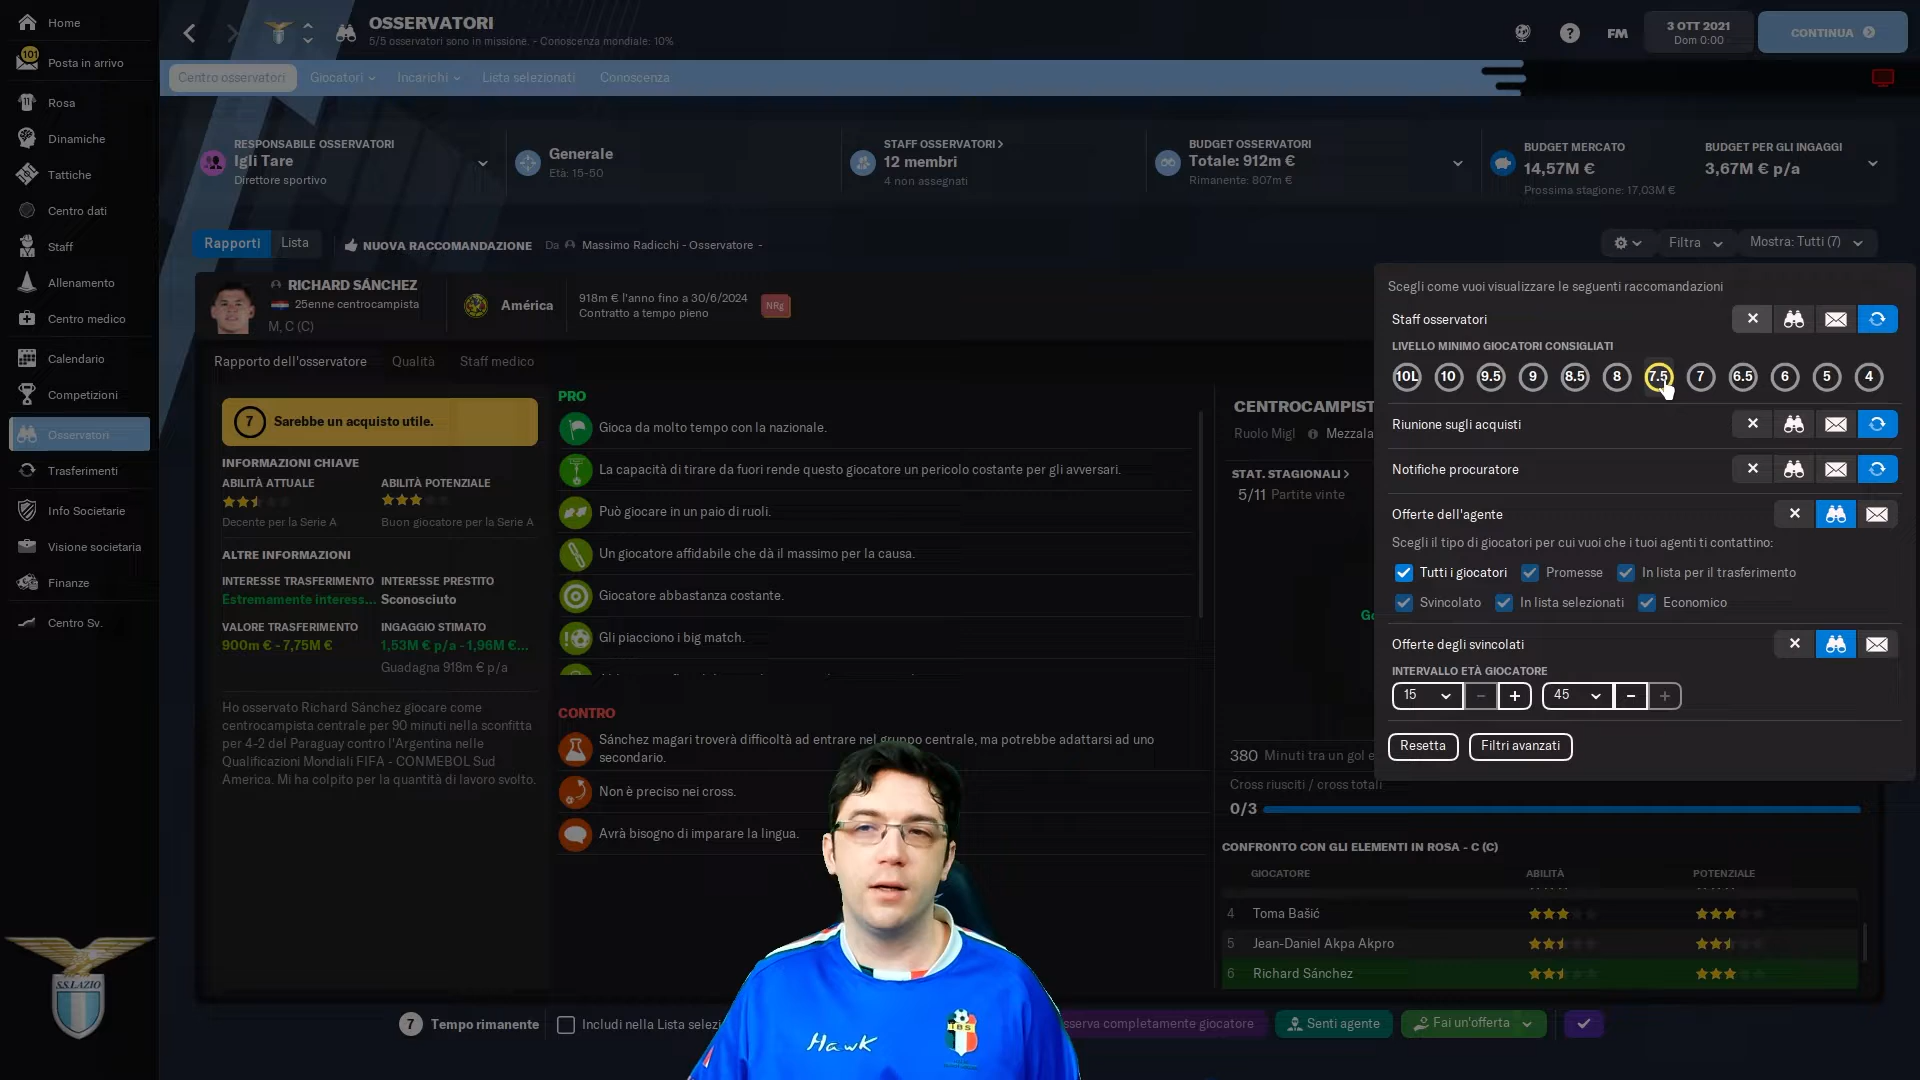 Home
101
Posta in arrivo
Rosa
Dinamiche
Tattiche
Centro dati
Staff
Allenamento
Centro medico
Calendario
Competizioni
Osservatori
Trasferimenti
Info Societarie
Visione societaria
Finanze
Centro Sv.
S.S.LAZIO
OSSERVATORI
5/5 osservatori sono in missione. - Conoscenza mondiale: 10%
?
FM
3 OTT 2021
Dom 0:00
CONTINUA
Centro osservatori
Giocatori
Incarichi
Lista selezionati
Conoscenza
RESPONSABILE OSSERVATORI
Igli Tare
Direttore sportivo
Generale
Età: 15-50
STAFF OSSERVATORI >
12 membri
4 non assegnati
BUDGET OSSERVATORI
Totale: 912m €
Rimanente: 807m €
BUDGET MERCATO
14,57M €
Prossima stagione: 17,03M €
BUDGET PER GLI INGAGGI
3,67M € p/a
Rapporti
Lista
NUOVA RACCOMANDAZIONE
Da Massimo Radicchi - Osservatore -
Filtra
Mostra: Tutti (7)
RICHARD SÁNCHEZ
25enne centrocampista
M, C (C)
América
918m € l'anno fino a 30/6/2024
Contratto a tempo pieno
NRg
Rapporto dell'osservatore
Qualità
Staff medico
7 Sarebbe un acquisto utile.
INFORMAZIONI CHIAVE
ABILITÀ ATTUALE
Decente per la Serie A
ABILITÀ POTENZIALE
Buon giocatore per la Serie A
ALTRE INFORMAZIONI
INTERESSE TRASFERIMENTO
Estremamente interess...
INTERESSE PRESTITO
Sconosciuto
VALORE TRASFERIMENTO
900m € - 7,75M €
INGAGGIO STIMATO
1,53M € p/a - 1,96M €...
Guadagna 918m € p/a
Ho osservato Richard Sánchez giocare come
centrocampista centrale per 90 minuti nella sconfitta
per 4-2 del Paraguay contro l'Argentina nelle
Qualificazioni Mondiali FIFA - CONMEBOL Sud
America. Mi ha colpito per la quantità di lavoro svolto.
PRO
Gioca da molto tempo con la nazionale.
La capacità di tirare da fuori rende questo giocatore un pericolo costante per gli avversari.
Può giocare in un paio di ruoli.
Un giocatore affidabile che dà il massimo per la causa.
Giocatore abbastanza costante.
Gli piacciono i big match.
CONTRO
Sánchez magari troverà difficoltà ad entrare nel gruppo centrale, ma potrebbe adattarsi ad uno
secondario.
Non è preciso nei cross.
Avrà bisogno di imparare la lingua.
CENTROCAMPIST
Ruolo Migl Mezzala
STAT. STAGIONALI >
5/11 Partite vinte
Go
380 Minuti tra un gol e
Cross riusciti / cross totali
0/3
CONFRONTO CON GLI ELEMENTI IN ROSA - C (C)
GIOCATORE ABILITÀ POTENZIALE
4 Toma Bašić
5 Jean-Daniel Akpa Akpro
6 Richard Sánchez
Scegli come vuoi visualizzare le seguenti raccomandazioni
Staff osservatori
LIVELLO MINIMO GIOCATORI CONSIGLIATI
10L 10 9.5 9 8.5 8 7.5 7 6.5 6 5 4
Riunione sugli acquisti
Notifiche procuratore
Offerte dell'agente
Scegli il tipo di giocatori per cui vuoi che i tuoi agenti ti contattino:
Tutti i giocatori Promesse In lista per il trasferimento
Svincolato In lista selezionati Economico
Offerte degli svincolati
INTERVALLO ETÀ GIOCATORE
15 - + 45 - +
Resetta
Filtri avanzati
7 Tempo rimanente
Includi nella Lista selezi
sserva completamente giocatore
Senti agente
Fai un'offerta
Hawk
TBS